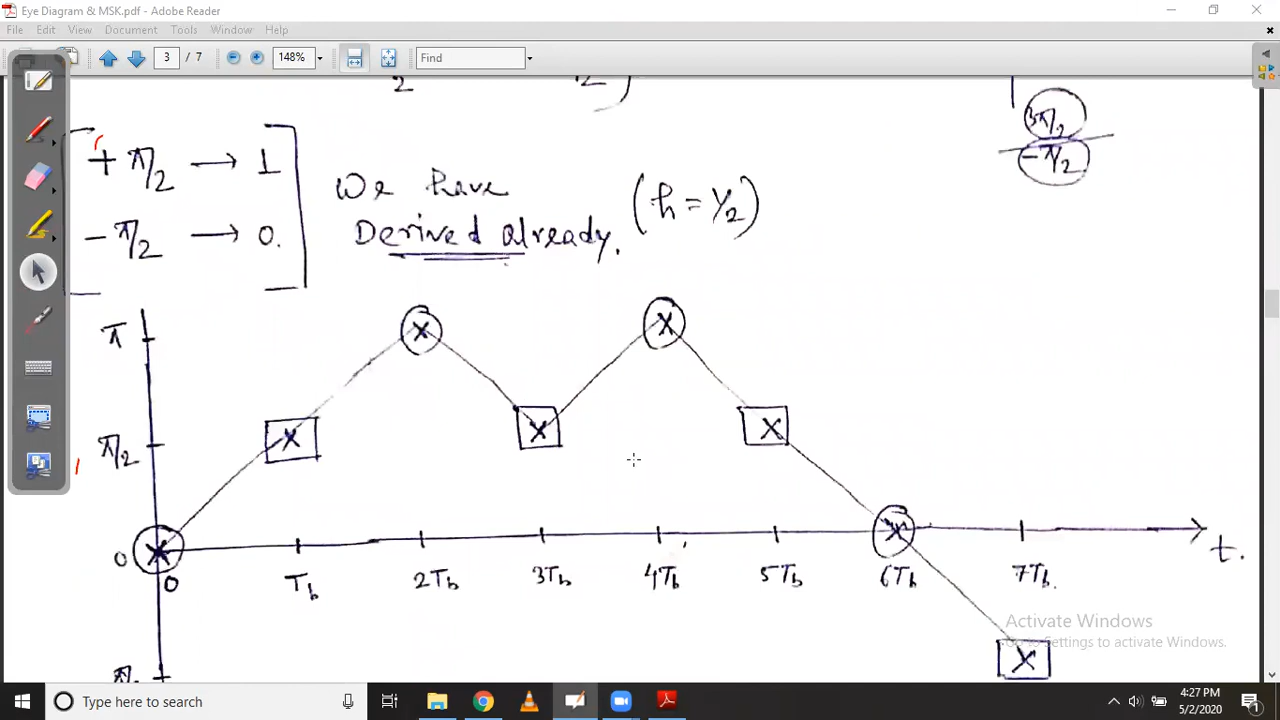 Eye Diagram & MSK.pdf - Adobe Reader
File Edit View Document Tools Window Help
3 / 7 148% Find
2
3π/2
-π/2
+ π/2 → 1
We have
(h = 1/2)
- π/2 → 0.
Derived already.
π
π/2
0
0 Tb 2Tb 3Tb 4Tb 5Tb 6Tb 7Tb. t.
Activate Windows
Go to Settings to activate Windows.
Type here to search
4:27 PM
5/2/2020